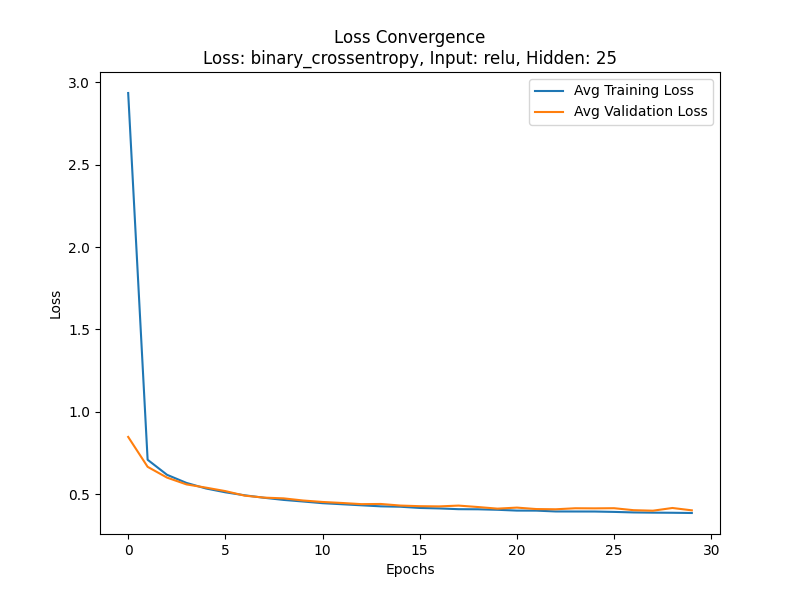 Loss Convergence
Loss: binary_crossentropy, Input: relu, Hidden: 25
Avg Training Loss
Avg Validation Loss
3.0
2.5
2.0
1.5
1.0
0.5
Loss
0 5 10 15 20 25 30
Epochs